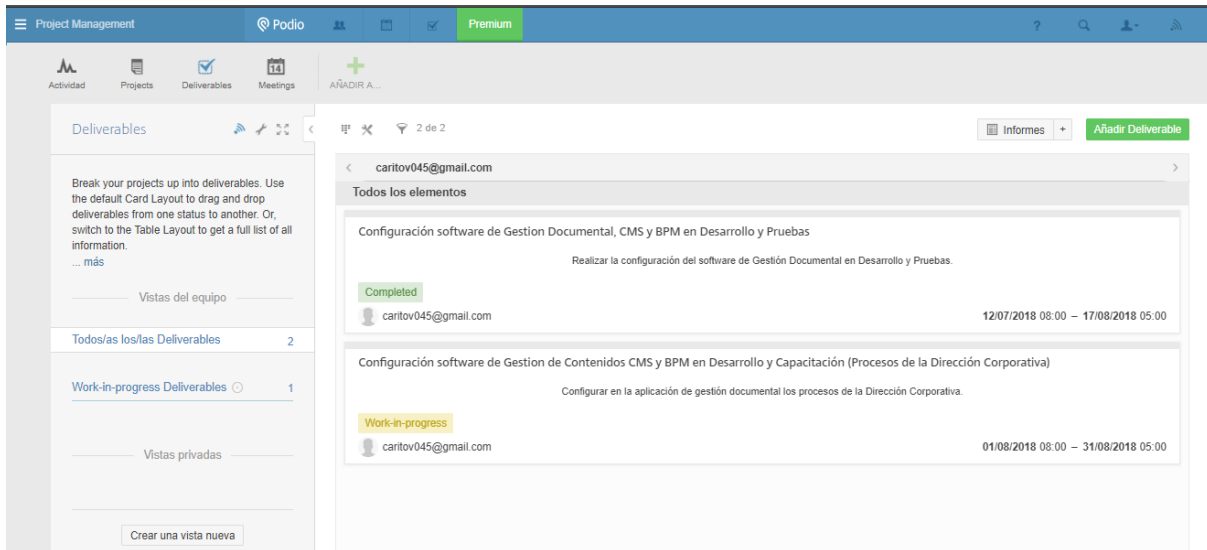 Project Management
Podio
Premium
?
Actividad
Projects
Deliverables
14
Meetings
AÑADIR A...
Deliverables
2 de 2
Informes
+
Añadir Deliverable
Break your projects up into deliverables. Use
the default Card Layout to drag and drop
deliverables from one status to another. Or,
switch to the Table Layout to get a full list of all
information.
... más
Vistas del equipo
Todos/as los/las Deliverables 2
Work-in-progress Deliverables 1
Vistas privadas
Crear una vista nueva
caritov045@gmail.com
Todos los elementos
Configuración software de Gestion Documental, CMS y BPM en Desarrollo y Pruebas
Realizar la configuración del software de Gestión Documental en Desarrollo y Pruebas.
Completed
caritov045@gmail.com 12/07/2018 08:00 – 17/08/2018 05:00
Configuración software de Gestion de Contenidos CMS y BPM en Desarrollo y Capacitación (Procesos de la Dirección Corporativa)
Configurar en la aplicación de gestión documental los procesos de la Dirección Corporativa.
Work-in-progress
caritov045@gmail.com 01/08/2018 08:00 – 31/08/2018 05:00